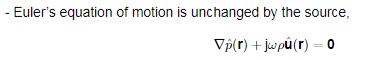 - Euler's equation of motion is unchanged by the source,
∇p̂(r) + jωρû(r) = 0